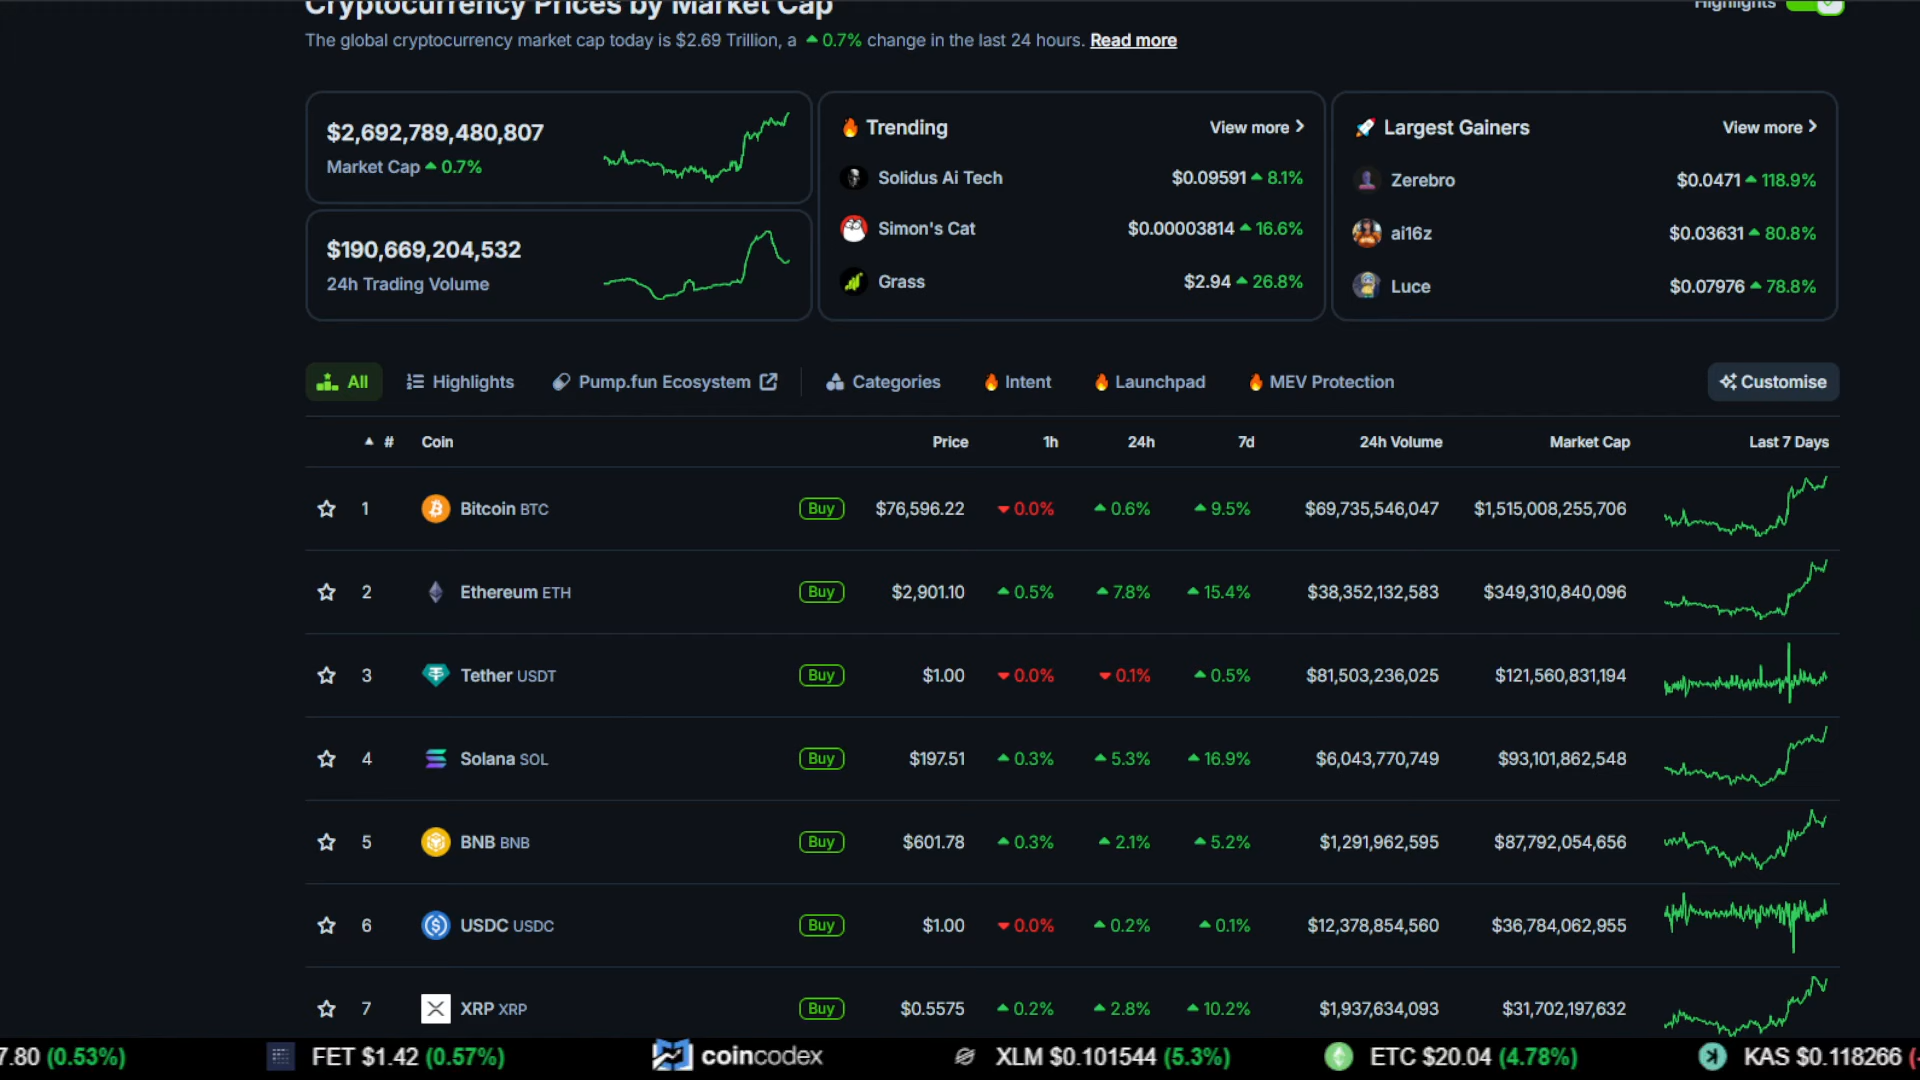 Cryptocurrency Prices by Market Cap
Highlights
The global cryptocurrency market cap today is $2.69 Trillion, a 0.7% change in the last 24 hours. Read more
$2,692,789,480,807
Market Cap 0.7%
$190,669,204,532
24h Trading Volume
Trending View more
Solidus Ai Tech $0.09591 8.1%
Simon's Cat $0.00003814 16.6%
Grass $2.94 26.8%
Largest Gainers View more
Zerebro $0.0471 118.9%
ai16z $0.03631 80.8%
Luce $0.07976 78.8%
All Highlights Pump.fun Ecosystem Categories Intent Launchpad MEV Protection Customise
# Coin Price 1h 24h 7d 24h Volume Market Cap Last 7 Days
1 Bitcoin BTC Buy $76,596.22 0.0% 0.6% 9.5% $69,735,546,047 $1,515,008,255,706
2 Ethereum ETH Buy $2,901.10 0.5% 7.8% 15.4% $38,352,132,583 $349,310,840,096
3 Tether USDT Buy $1.00 0.0% 0.1% 0.5% $81,503,236,025 $121,560,831,194
4 Solana SOL Buy $197.51 0.3% 5.3% 16.9% $6,043,770,749 $93,101,862,548
5 BNB BNB Buy $601.78 0.3% 2.1% 5.2% $1,291,962,595 $87,792,054,656
6 USDC USDC Buy $1.00 0.0% 0.2% 0.1% $12,378,854,560 $36,784,062,955
7 XRP XRP Buy $0.5575 0.2% 2.8% 10.2% $1,937,634,093 $31,702,197,632
7.80 (0.53%) FET $1.42 (0.57%) coincodex XLM $0.101544 (5.3%) ETC $20.04 (4.78%) KAS $0.118266 (-